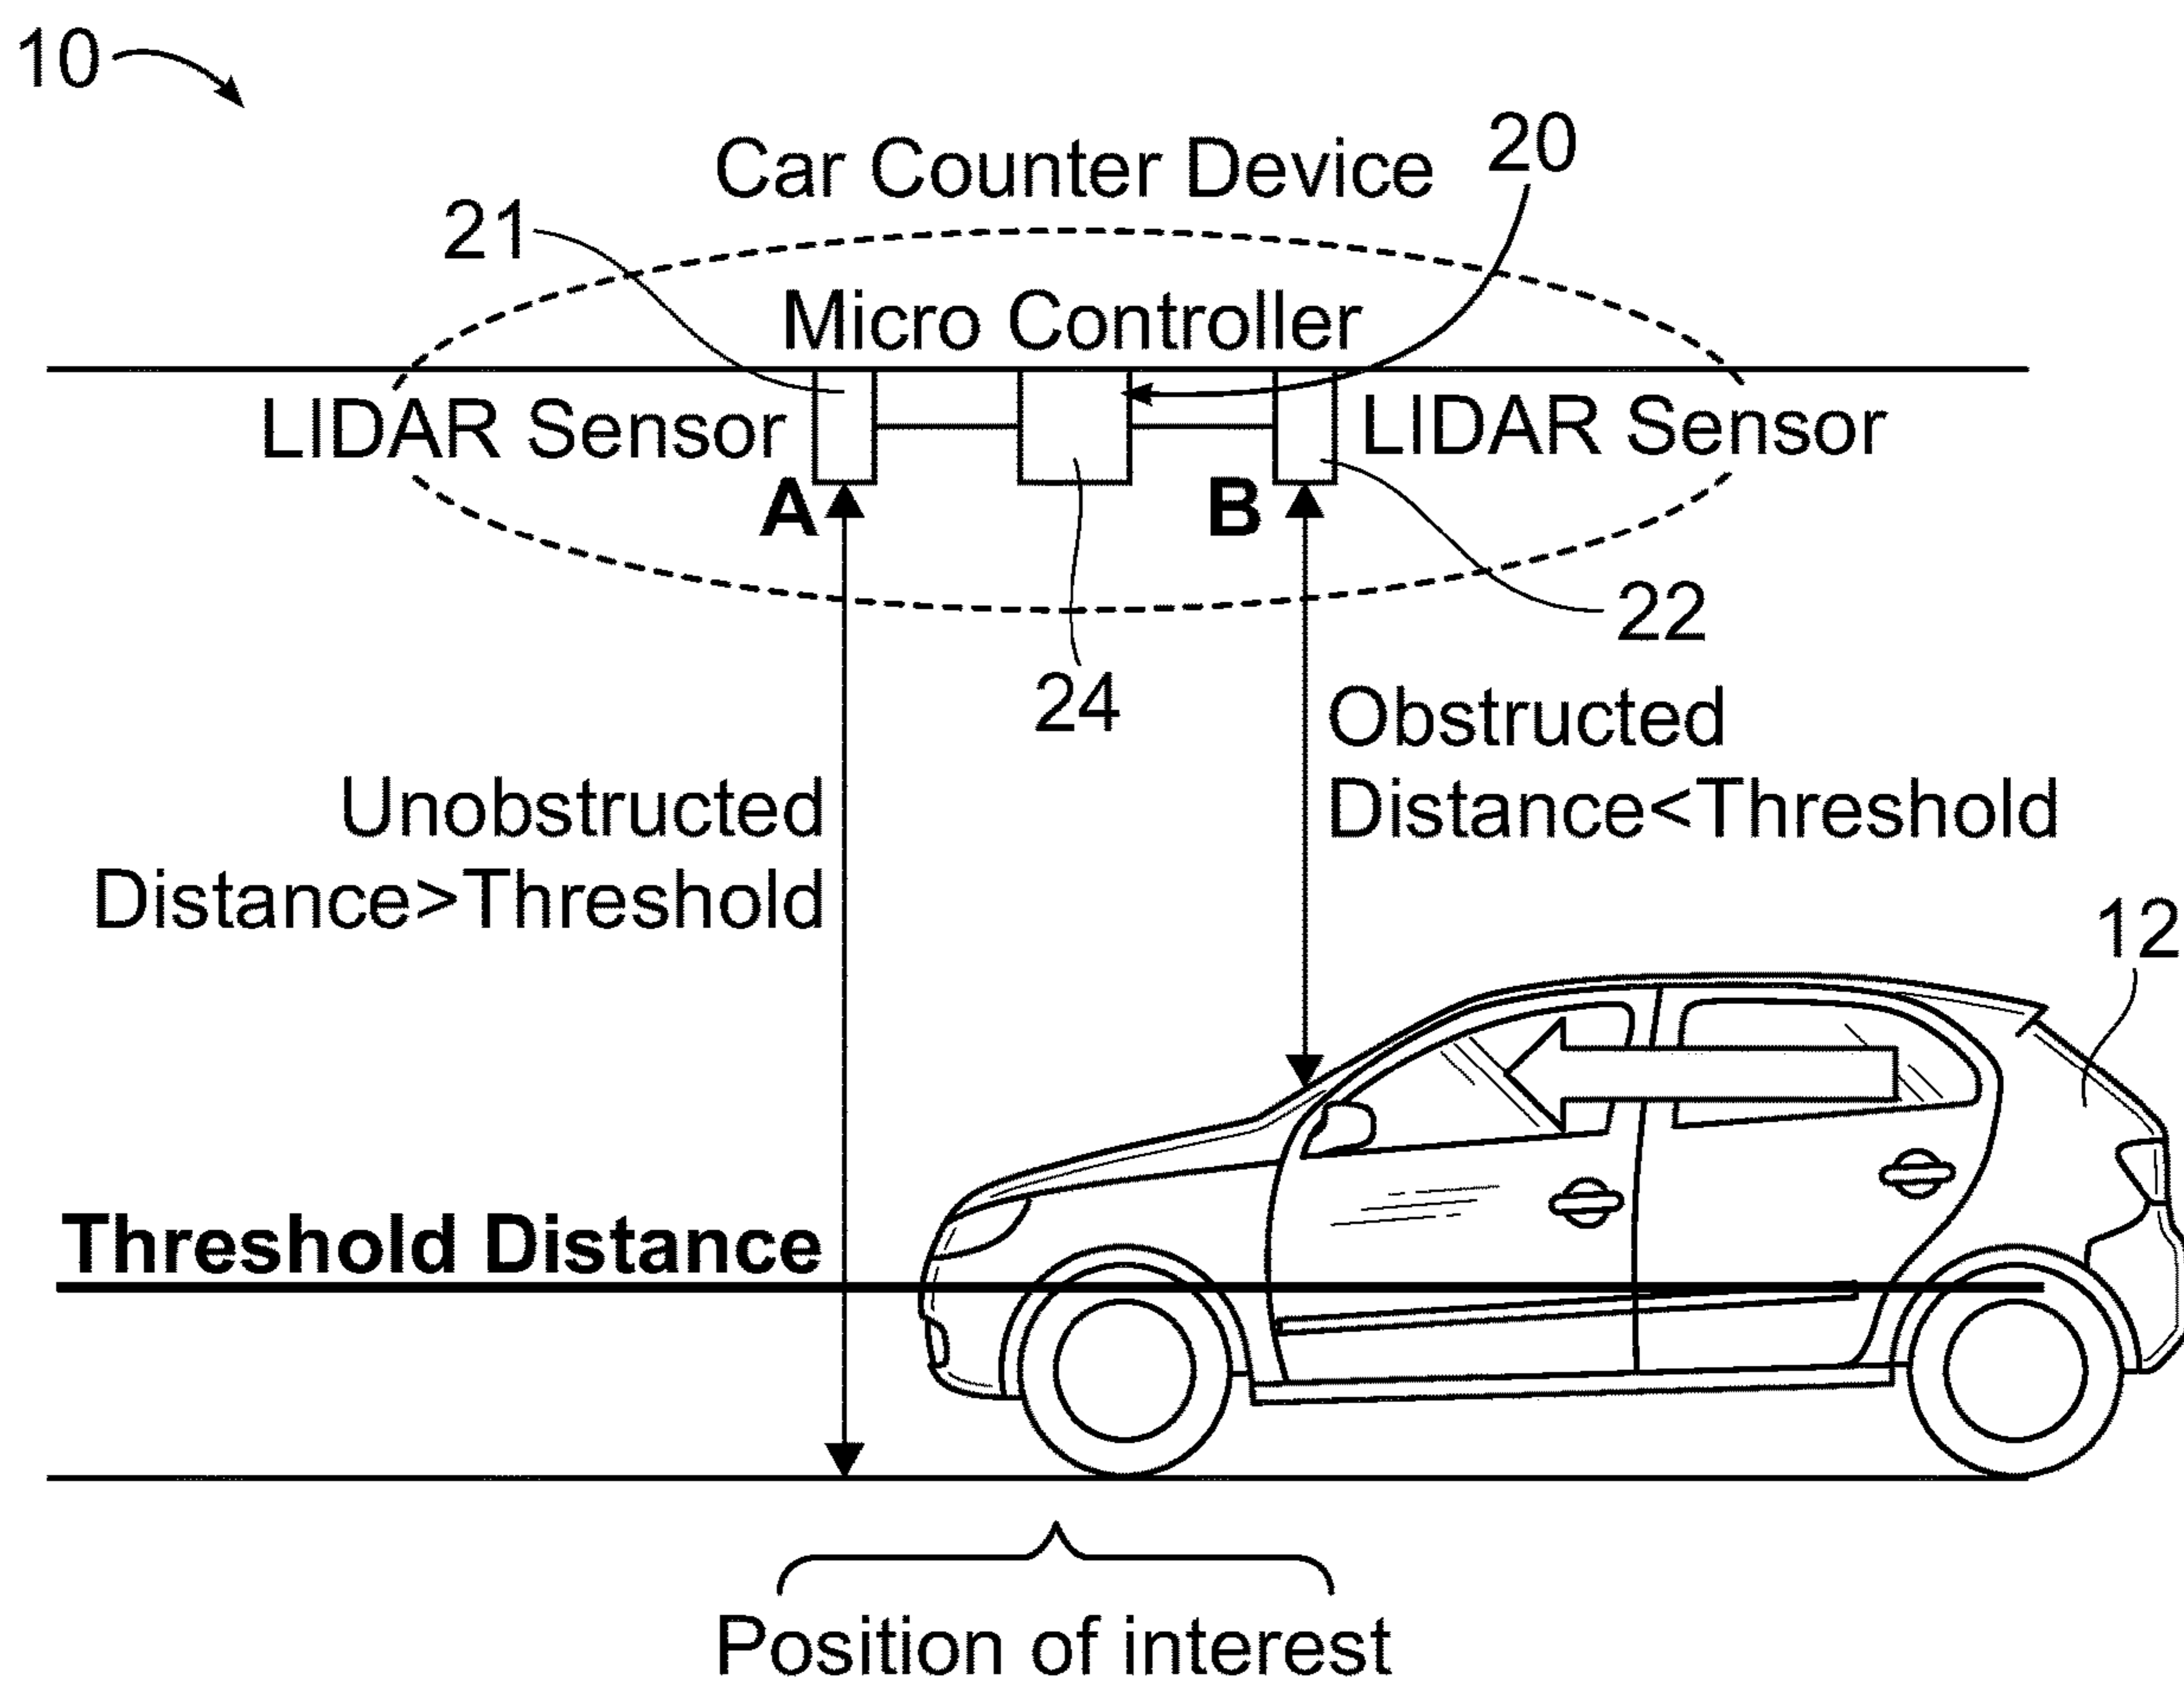 10
Car Counter Device
20
21
Micro Controller
LIDAR Sensor
LIDAR Sensor
A
B
22
24
Obstructed
Distance<Threshold
Unobstructed
Distance>Threshold
12
Threshold Distance
Position of interest